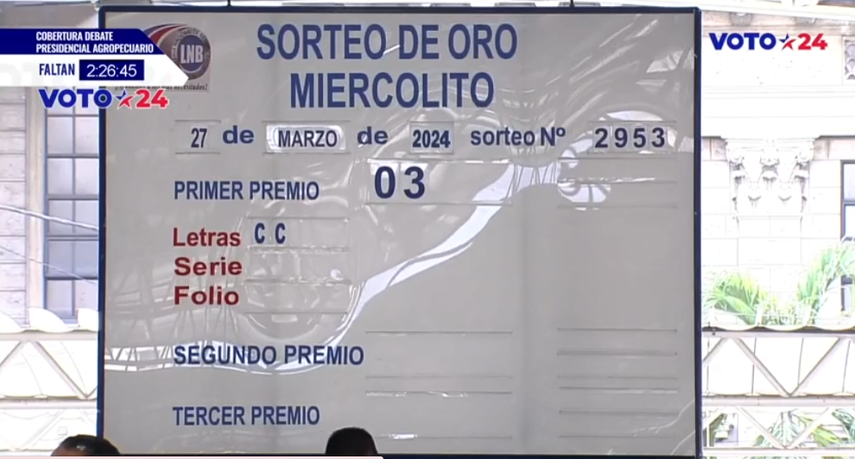 COBERTURA DEBATE
PRESIDENCIAL AGROPECUARIO
FALTAN 2:26:45
VOTO★24
VOTO★24
LNB
SORTEO DE ORO
MIERCOLITO
27 de MARZO de 2024 sorteo Nº 2953
PRIMER PREMIO 03
Letras C C
Serie
Folio
SEGUNDO PREMIO
TERCER PREMIO